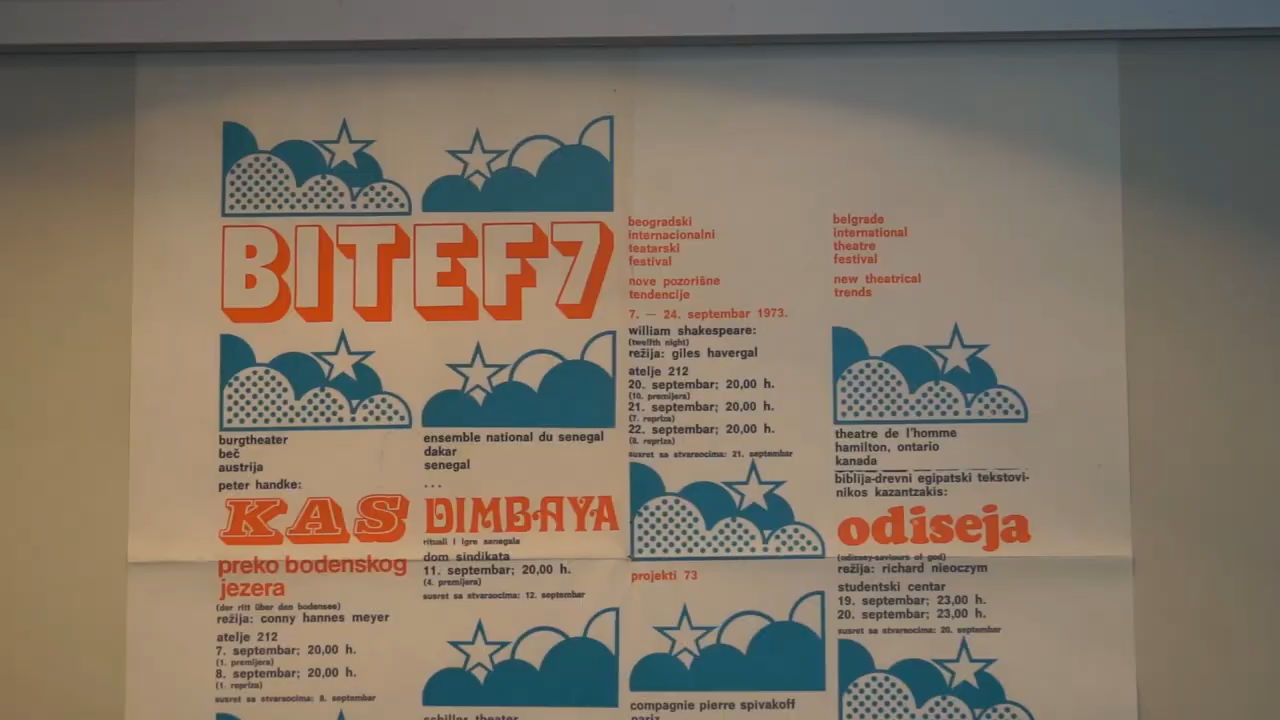 BITEF7
beogradski
internacionalni
teatarski
festival
nove pozorišne
tendencije
7. — 24. septembar 1973.
belgrade
international
theatre
festival
new theatrical
trends
burgtheater
beč
austrija
peter handke:
KAS
preko bodenskog
jezera
(der ritt über den bodensee)
režija: conny hannes meyer
atelje 212
7. septembar; 20,00 h.
(1. premijera)
8. septembar; 20,00 h.
(1. repriza)
susret sa stvaraocima: 8. septembar
ensemble national du senegal
dakar
senegal
...
DIMBAYA
rituali i igre senegala
dom sindikata
11. septembar; 20,00 h.
(4. premijera)
susret sa stvaraocima: 12. septembar
schiller theater
william shakespeare:
(twelfth night)
režija: giles havergal
atelje 212
20. septembar; 20,00 h.
(10. premijera)
21. septembar; 20,00 h.
(7. repriza)
22. septembar; 20,00 h.
(8. repriza)
susret sa stvaraocima: 21. septembar
projekti 73
compagnie pierre spivakoff
pariz
theatre de l'homme
hamilton, ontario
kanada
biblija-drevni egipatski tekstovi-
nikos kazantzakis:
odiseja
(odissey-saviours of god)
režija: richard nieoczym
studentski centar
19. septembar; 23,00 h.
20. septembar; 23,00 h.
susret sa stvaraocima: 20. septembar